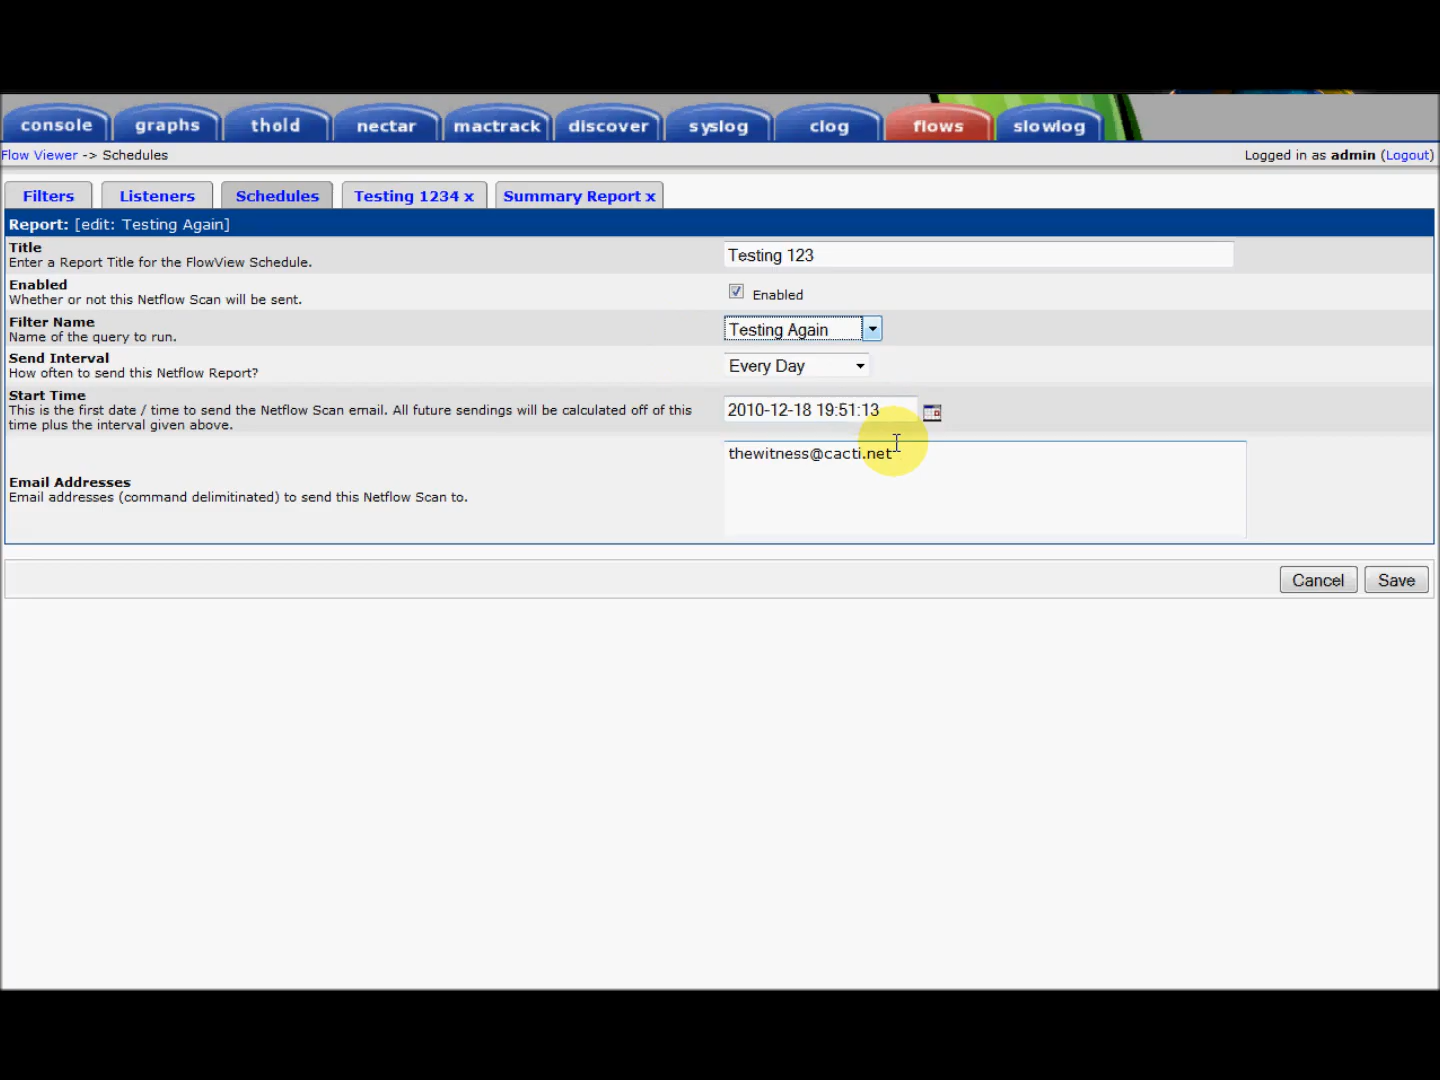 console graphs thold nectar mactrack discover syslog clog flows slowlog
Flow Viewer -> Schedules
Logged in as admin (Logout)
Filters Listeners Schedules Testing 1234 x Summary Report x
Report: [edit: Testing Again]
Title
Enter a Report Title for the FlowView Schedule.
Testing 123
Enabled
Whether or not this Netflow Scan will be sent.
Enabled
Filter Name
Name of the query to run.
Testing Again
Send Interval
How often to send this Netflow Report?
Every Day
Start Time
This is the first date / time to send the Netflow Scan email. All future sendings will be calculated off of this
time plus the interval given above.
2010-12-18 19:51:13
Email Addresses
Email addresses (command delimitinated) to send this Netflow Scan to.
thewitness@cacti.net
Cancel Save